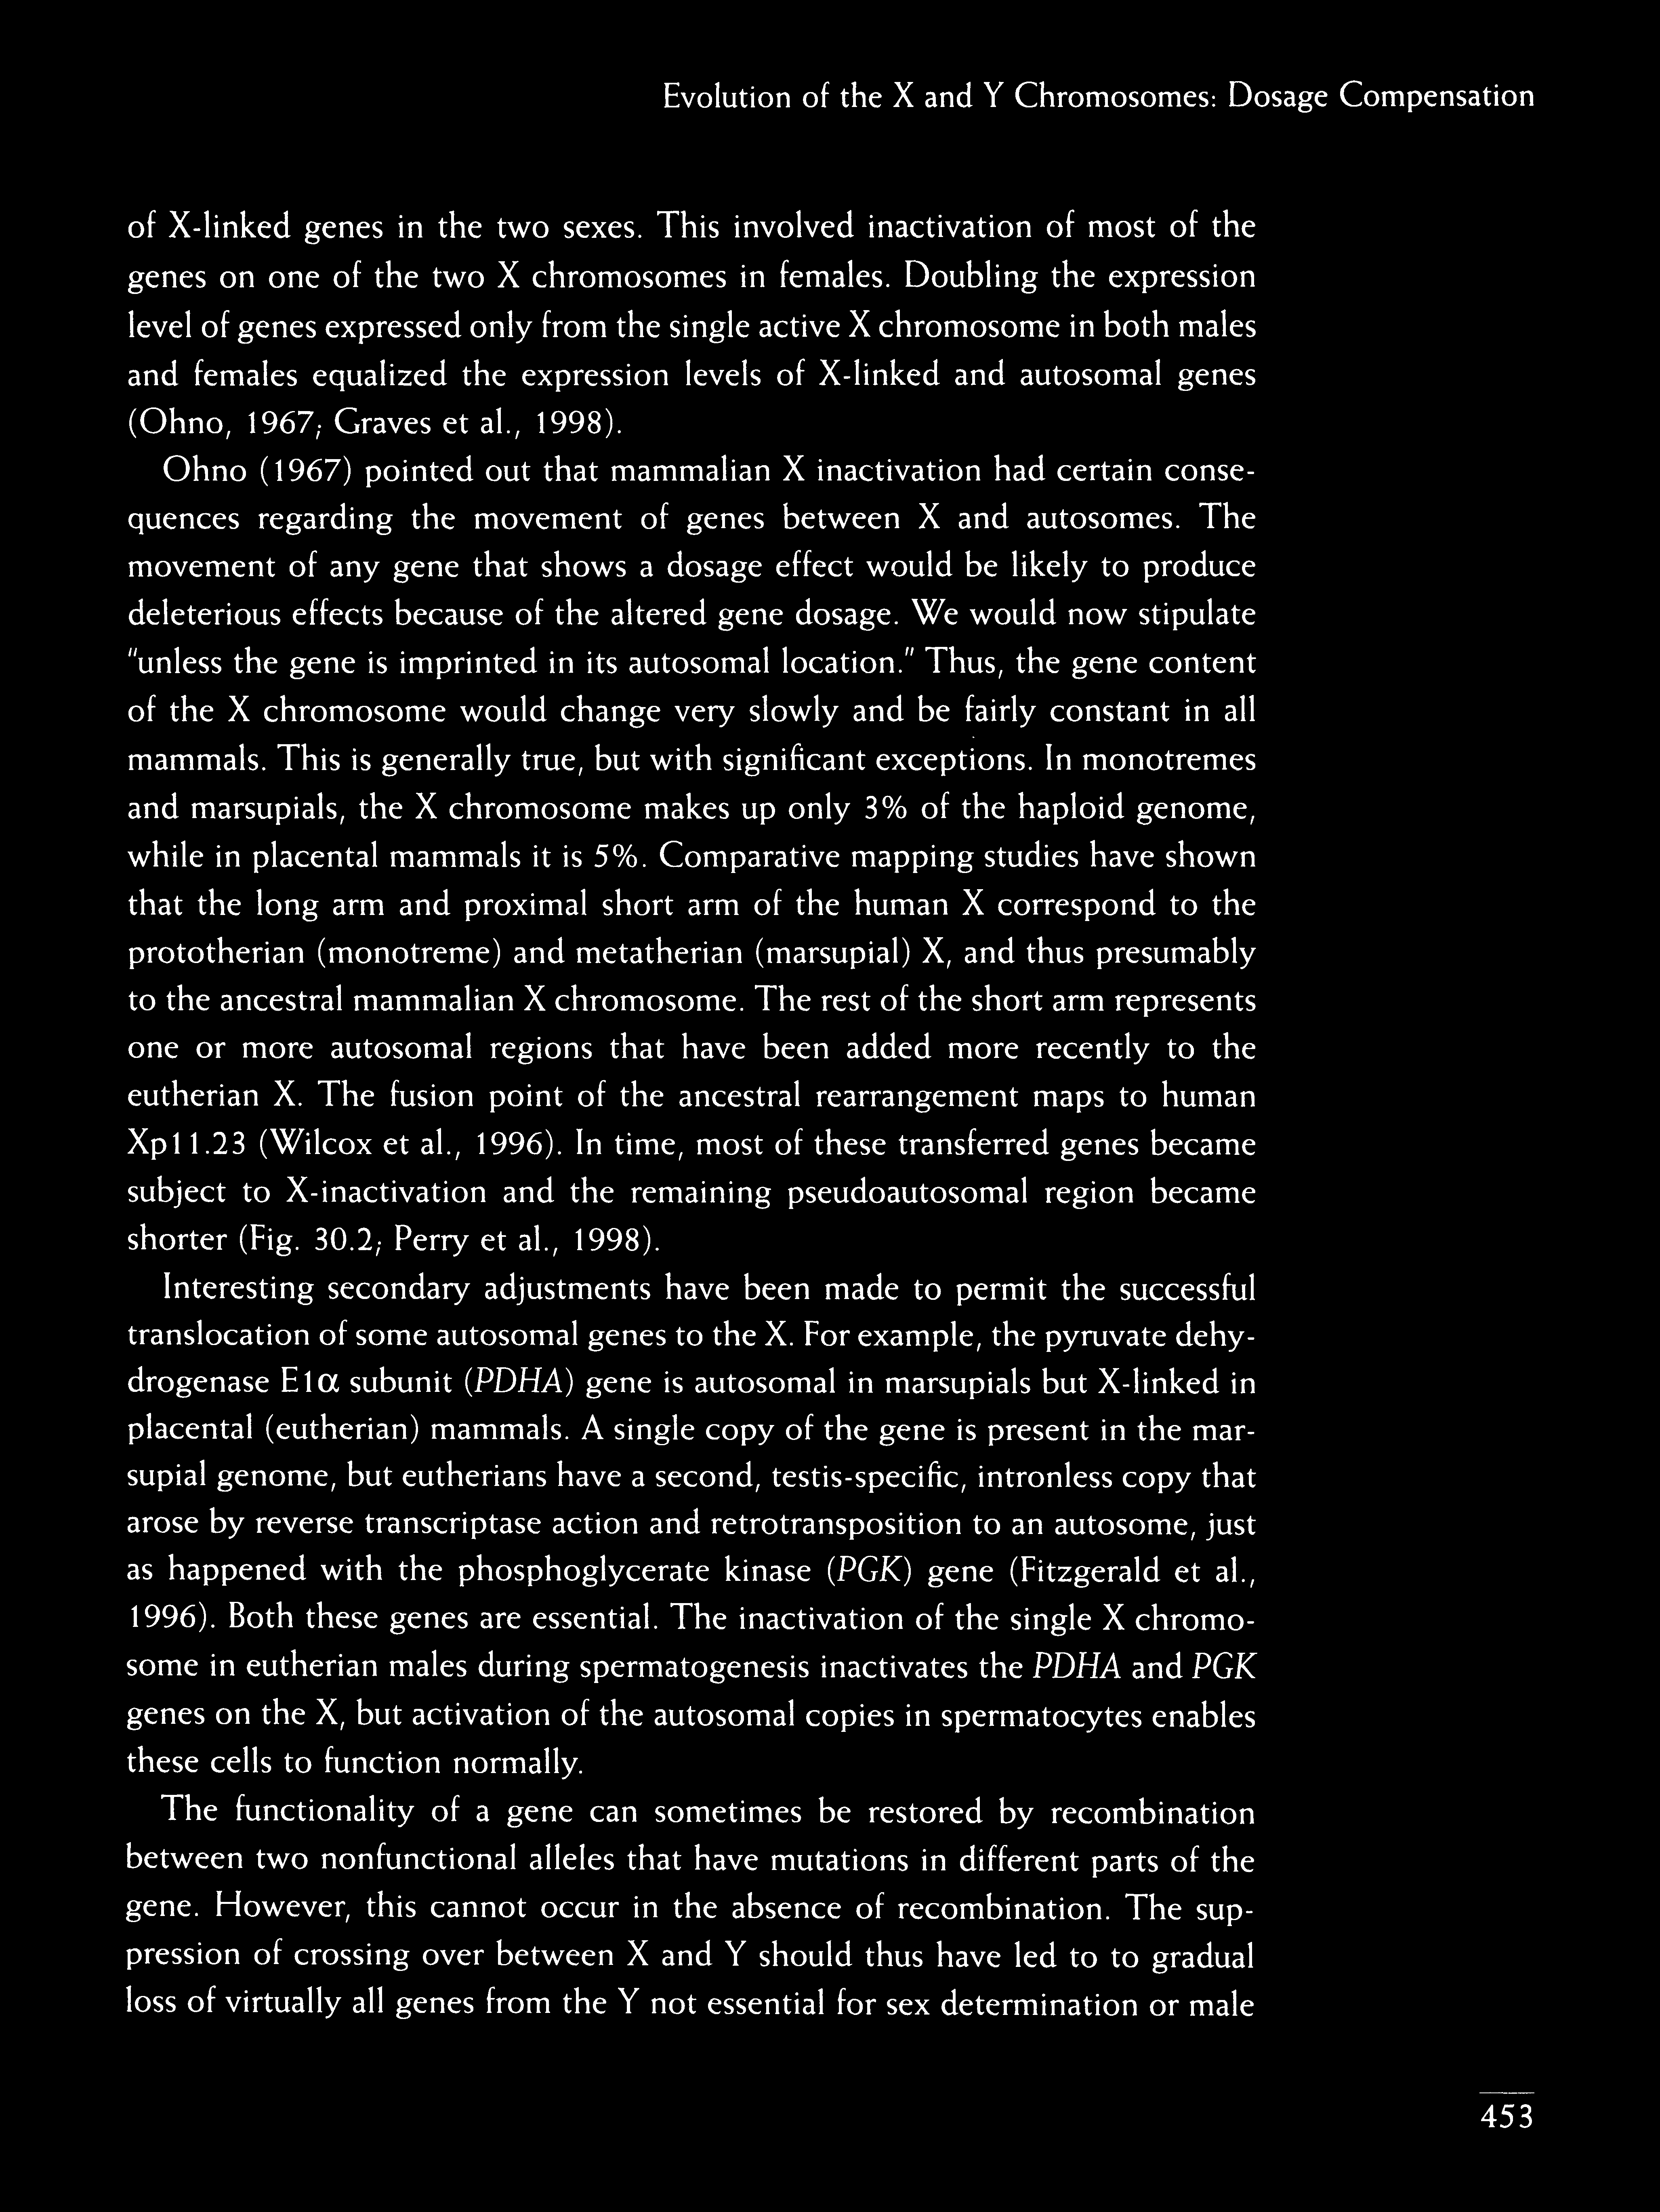 Evolution of the X and Y Chromosomes: Dosage Compensation
of X-linked genes in the two sexes. This involved inactivation of most of the
genes on one of the two X chromosomes in females. Doubling the expression
level of genes expressed only from the single active X chromosome in both males
and females equalized the expression levels of X-linked and autosomal genes
(Ohno, 1967; Graves et al., 1998).
Ohno (1967) pointed out that mammalian X inactivation had certain conse-
quences regarding the movement of genes between X and autosomes. The
movement of any gene that shows a dosage effect would be likely to produce
deleterious effects because of the altered gene dosage. We would now stipulate
"unless the gene is imprinted in its autosomal location." Thus, the gene content
of the X chromosome would change very slowly and be fairly constant in all
mammals. This is generally true, but with significant exceptions. In monotremes
and marsupials, the X chromosome makes up only 3% of the haploid genome,
while in placental mammals it is 5%. Comparative mapping studies have shown
that the long arm and proximal short arm of the human X correspond to the
prototherian (monotreme) and metatherian (marsupial) X, and thus presumably
to the ancestral mammalian X chromosome. The rest of the short arm represents
one or more autosomal regions that have been added more recently to the
eutherian X. The fusion point of the ancestral rearrangement maps to human
Xp11.23 (Wilcox et al., 1996). In time, most of these transferred genes became
subject to X-inactivation and the remaining pseudoautosomal region became
shorter (Fig. 30.2; Perry et al., 1998).
Interesting secondary adjustments have been made to permit the successful
translocation of some autosomal genes to the X. For example, the pyruvate dehy-
drogenase E1α subunit (PDHA) gene is autosomal in marsupials but X-linked in
placental (eutherian) mammals. A single copy of the gene is present in the mar-
supial genome, but eutherians have a second, testis-specific, intronless copy that
arose by reverse transcriptase action and retrotransposition to an autosome, just
as happened with the phosphoglycerate kinase (PGK) gene (Fitzgerald et al.,
1996). Both these genes are essential. The inactivation of the single X chromo-
some in eutherian males during spermatogenesis inactivates the PDHA and PGK
genes on the X, but activation of the autosomal copies in spermatocytes enables
these cells to function normally.
The functionality of a gene can sometimes be restored by recombination
between two nonfunctional alleles that have mutations in different parts of the
gene. However, this cannot occur in the absence of recombination. The sup-
pression of crossing over between X and Y should thus have led to to gradual
loss of virtually all genes from the Y not essential for sex determination or male
453